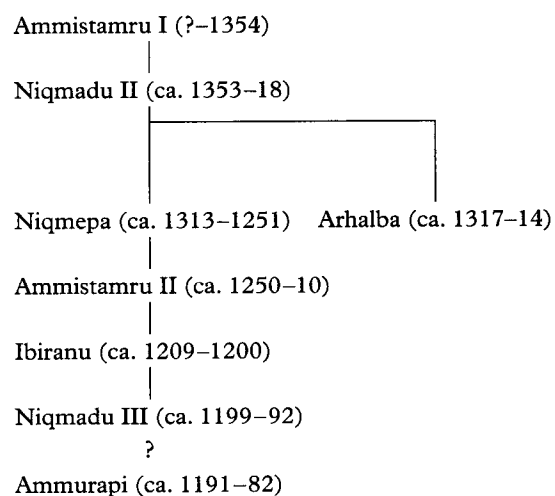 Ammistamru I (?–1354)
Niqmadu II (ca. 1353–18)
Niqmepa (ca. 1313–1251) Arhalba (ca. 1317–14)
Ammistamru II (ca. 1250–10)
Ibiranu (ca. 1209–1200)
Niqmadu III (ca. 1199–92)
?
Ammurapi (ca. 1191–82)